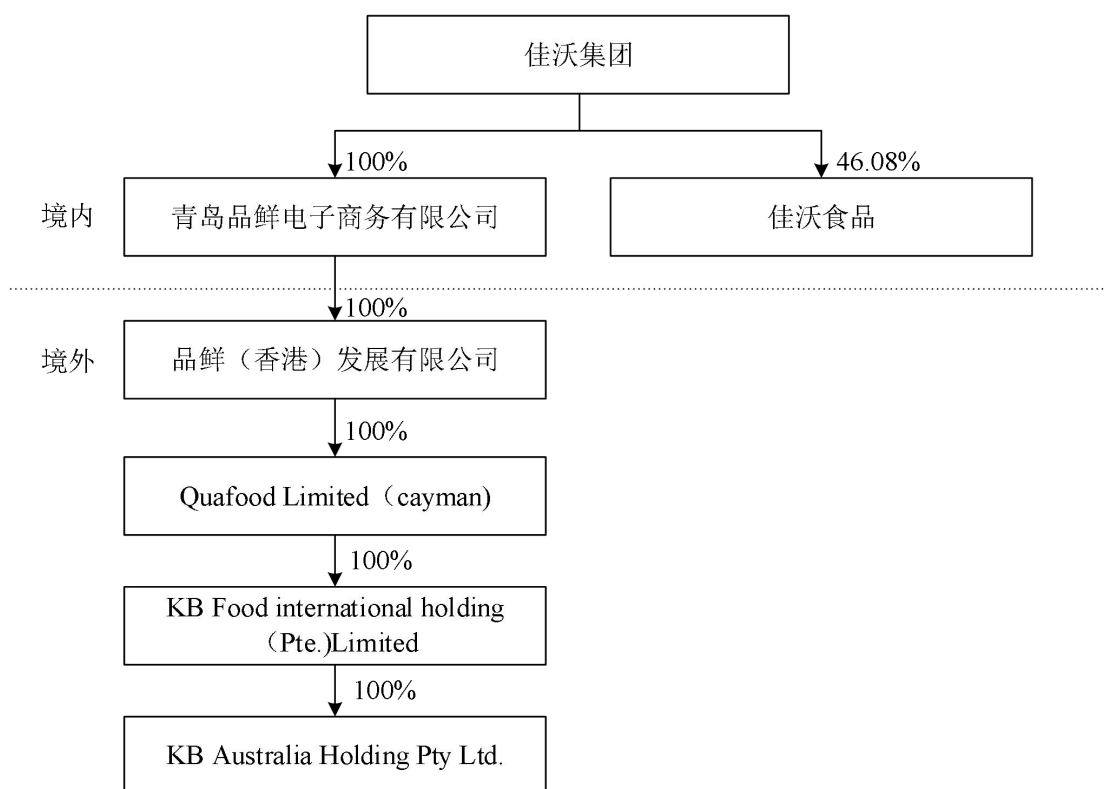 佳沃集团
100%
46.08%
境内
青岛品鲜电子商务有限公司
佳沃食品
100%
境外
品鲜（香港）发展有限公司
100%
Quafood Limited（cayman)
100%
KB Food international holding
（Pte.)Limited
100%
KB Australia Holding Pty Ltd.